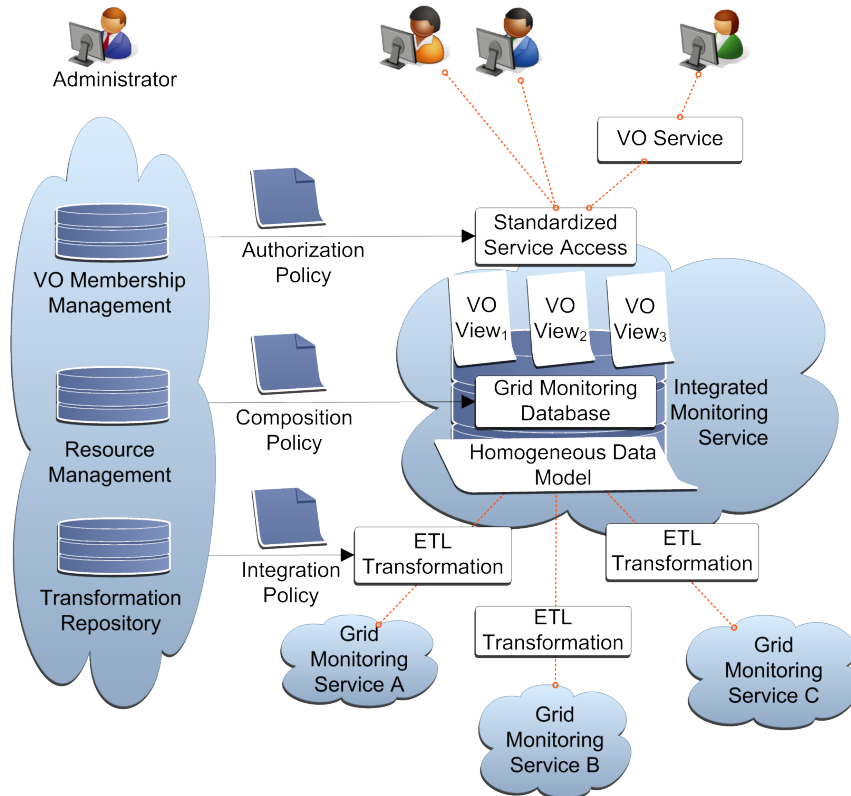 Administrator
VO Service
VO Membership
Management
Authorization
Policy
Standardized
Service Access
VO
View1
VO
View2
VO
View3
Resource
Management
Composition
Policy
Grid Monitoring
Database
Integrated
Monitoring
Service
Homogeneous Data
Model
Transformation
Repository
Integration
Policy
ETL
Transformation
ETL
Transformation
ETL
Transformation
Grid
Monitoring
Service A
Grid
Monitoring
Service B
Grid
Monitoring
Service C